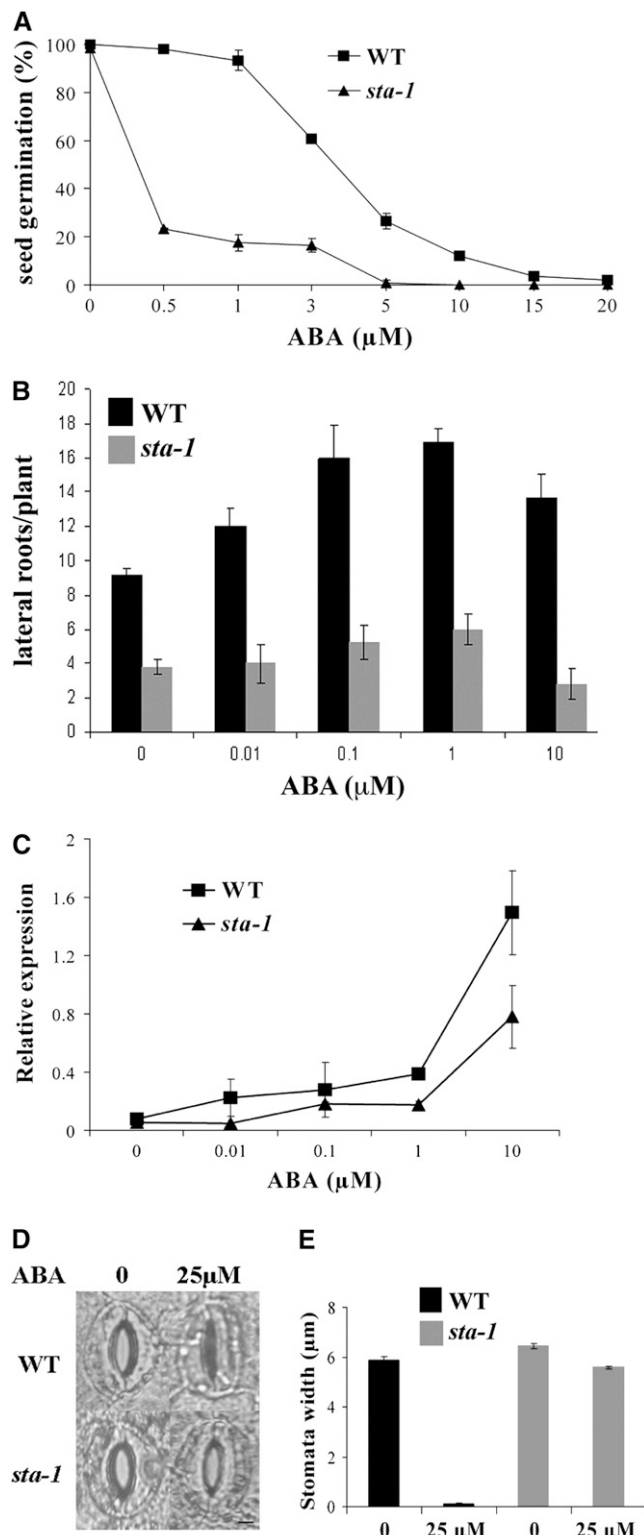 A
seed germination (%)
100
80
60
40
20
0
WT
sta-1
0 0.5 1 3 5 10 15 20
ABA (µM)
B
lateral roots/plant
20
18
16
14
12
10
8
6
4
2
0
WT
sta-1
0 0.01 0.1 1 10
ABA (µM)
C
Relative expression
2
1.6
1.2
0.8
0.4
0
WT
sta-1
0 0.01 0.1 1 10
ABA (µM)
D
ABA 0 25µM
WT
sta-1
E
Stomata width (µm)
8
6
4
2
0
WT
sta-1
0 25 µM 0 25 µM